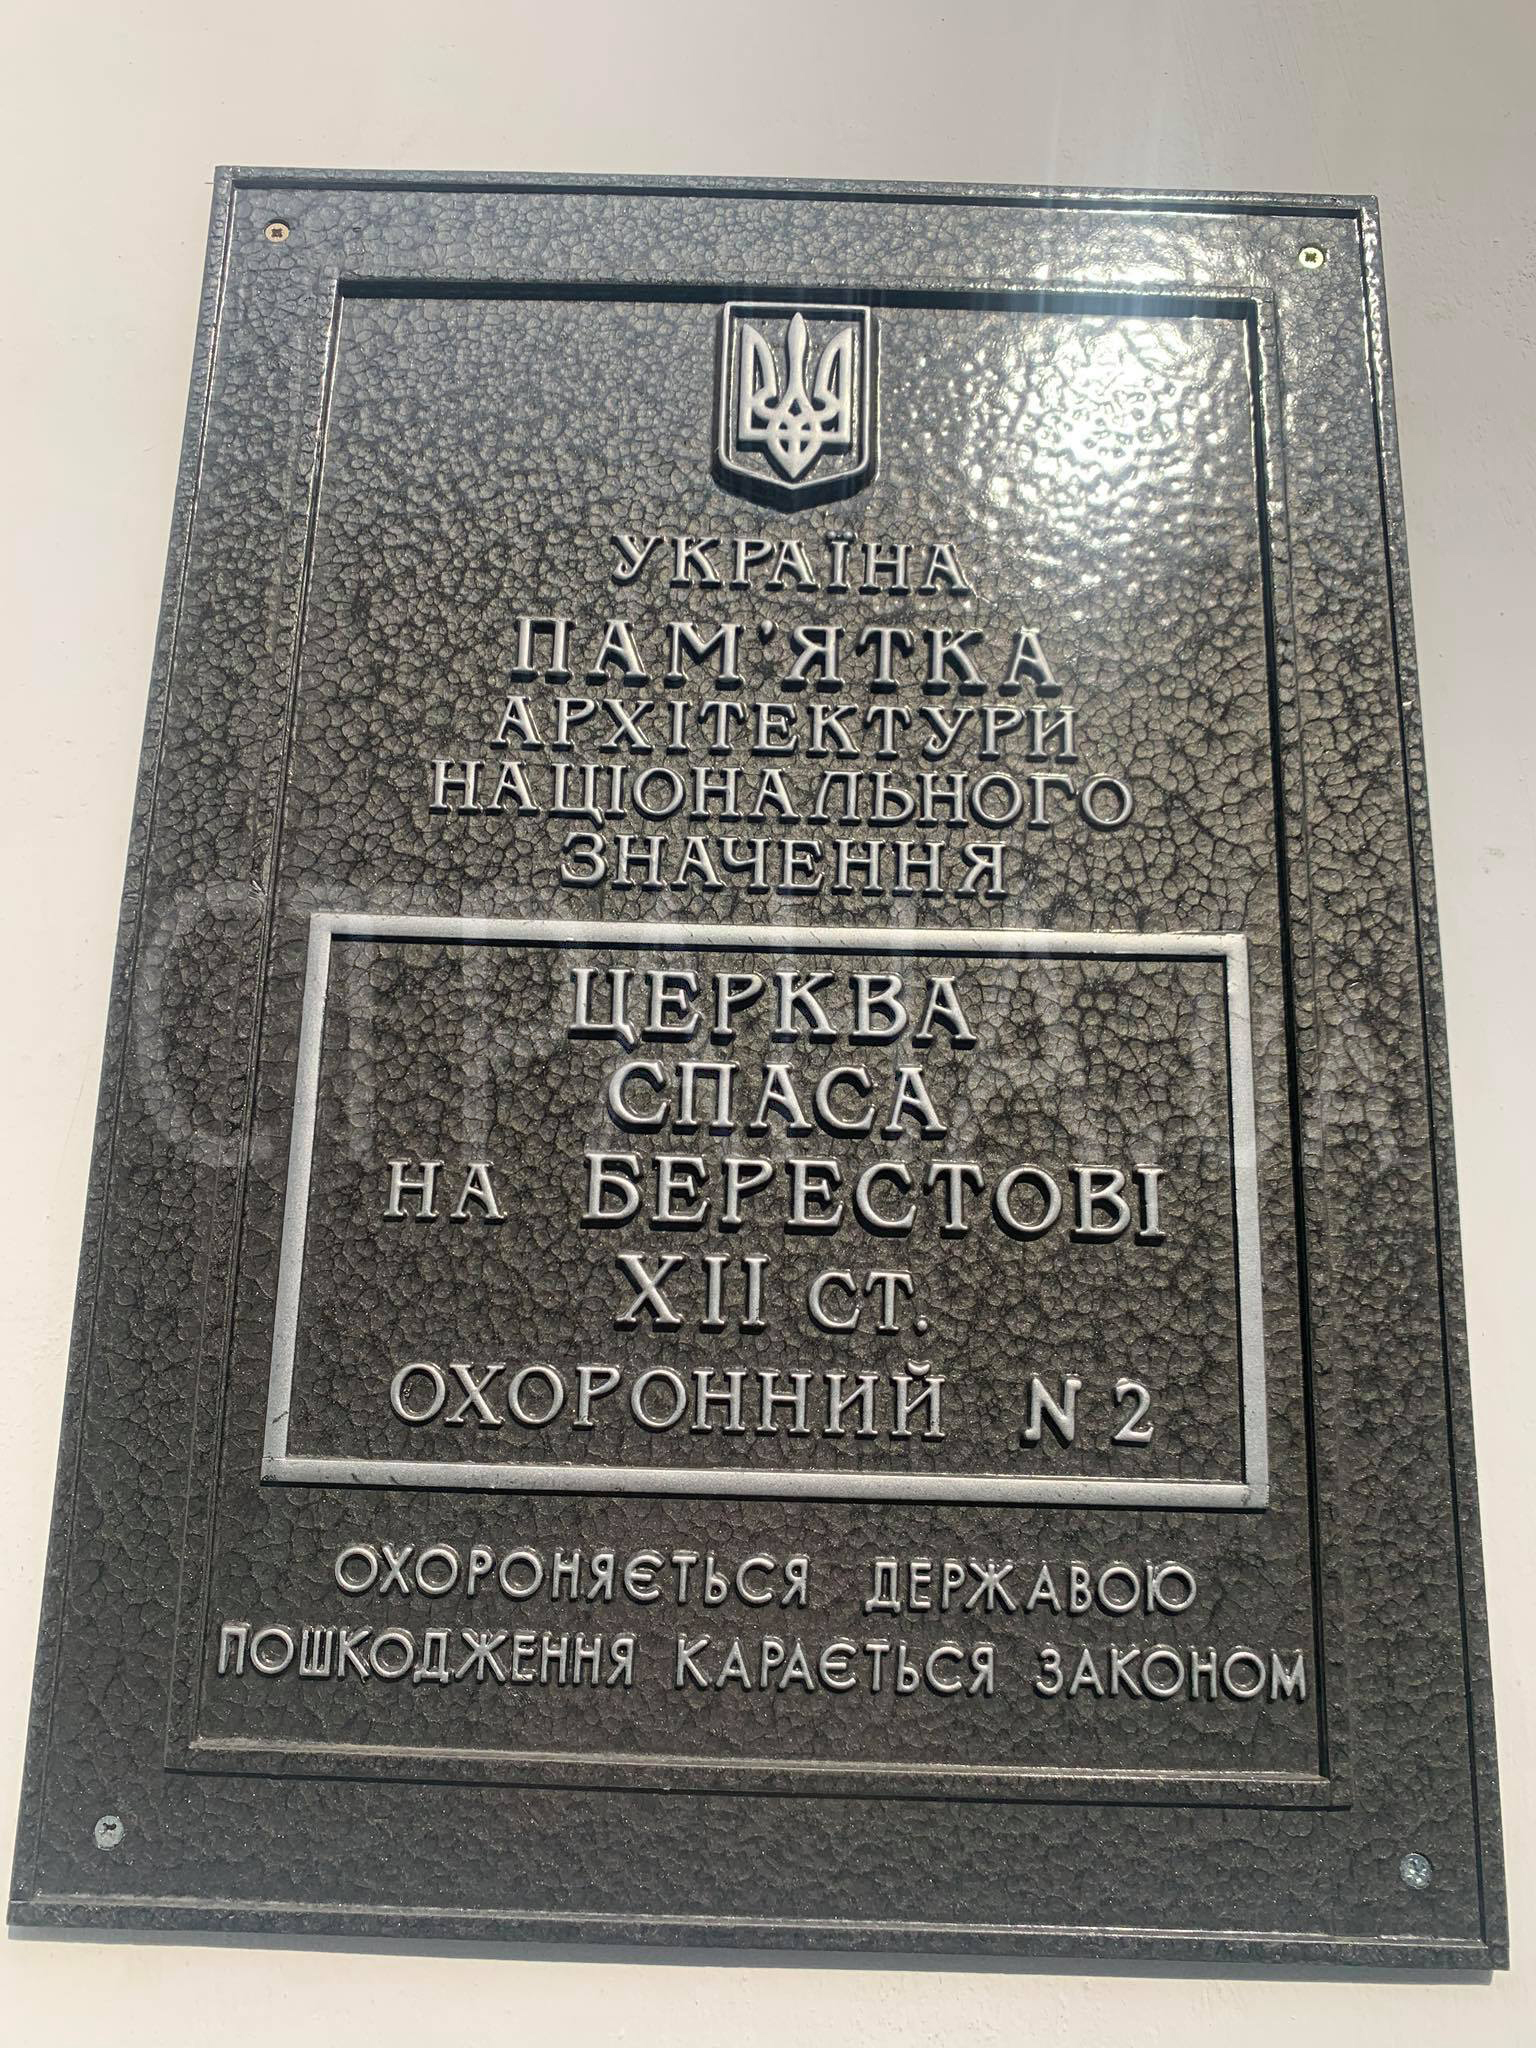 УКРАЇНА
ПАМ'ЯТКА
АРХІТЕКТУРИ
НАЦІОНАЛЬНОГО
ЗНАЧЕННЯ
ЦЕРКВА
СПАСА
НА БЕРЕСТОВІ
XII СТ.
ОХОРОННИЙ N 2
ОХОРОНЯЄТЬСЯ ДЕРЖАВОЮ
ПОШКОДЖЕННЯ КАРАЄТЬСЯ ЗАКОНОМ